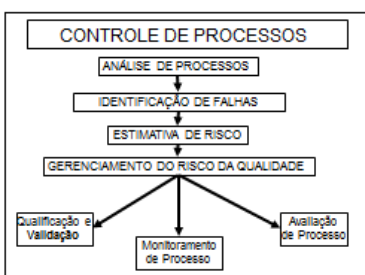 CONTROLE DE PROCESSOS
ANÁLISE DE PROCESSOS
IDENTIFICAÇÃO DE FALHAS
ESTIMATIVA DE RISCO
GERENCIAMENTO DO RISCO DA QUALIDADE
Qualificação e
Validação
Monitoramento
de Processo
Avaliação
de Processo